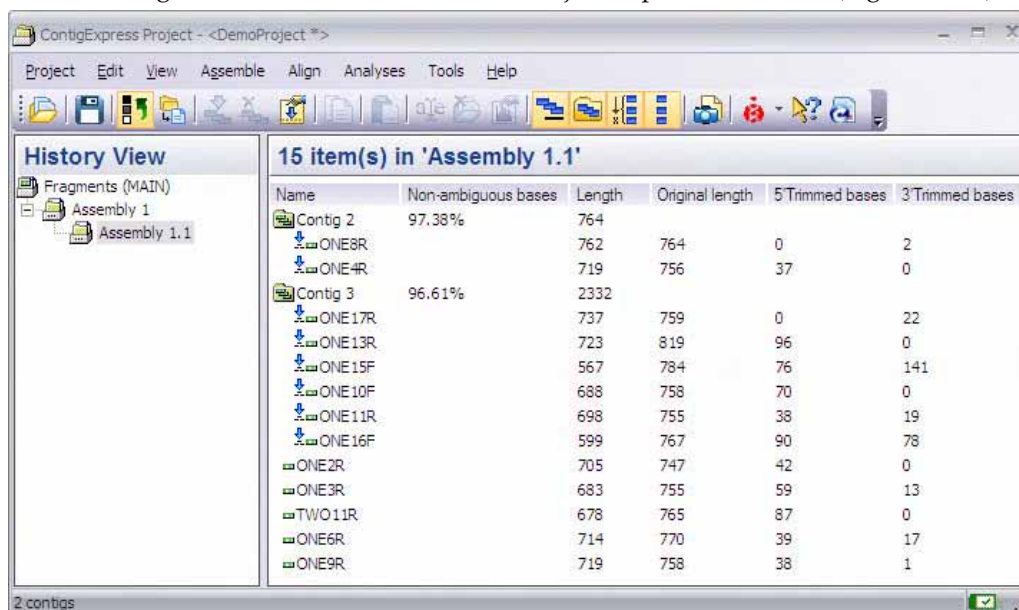 ContigExpress Project - <DemoProject *>
Project Edit View Assemble Align Analyses Tools Help
History View
Fragments (MAIN)
Assembly 1
Assembly 1.1
15 item(s) in 'Assembly 1.1'
Name Non-ambiguous bases Length Original length 5'Trimmed bases 3'Trimmed bases
Contig 2 97.38% 764
ONE8R 762 764 0 2
ONE4R 719 756 37 0
Contig 3 96.61% 2332
ONE17R 737 759 0 22
ONE13R 723 819 96 0
ONE15F 567 784 76 141
ONE10F 688 758 70 0
ONE11R 698 755 38 19
ONE16F 599 767 90 78
ONE2R 705 747 42 0
ONE3R 683 755 59 13
TWO11R 678 765 87 0
ONE6R 714 770 39 17
ONE9R 719 758 38 1
2 contigs